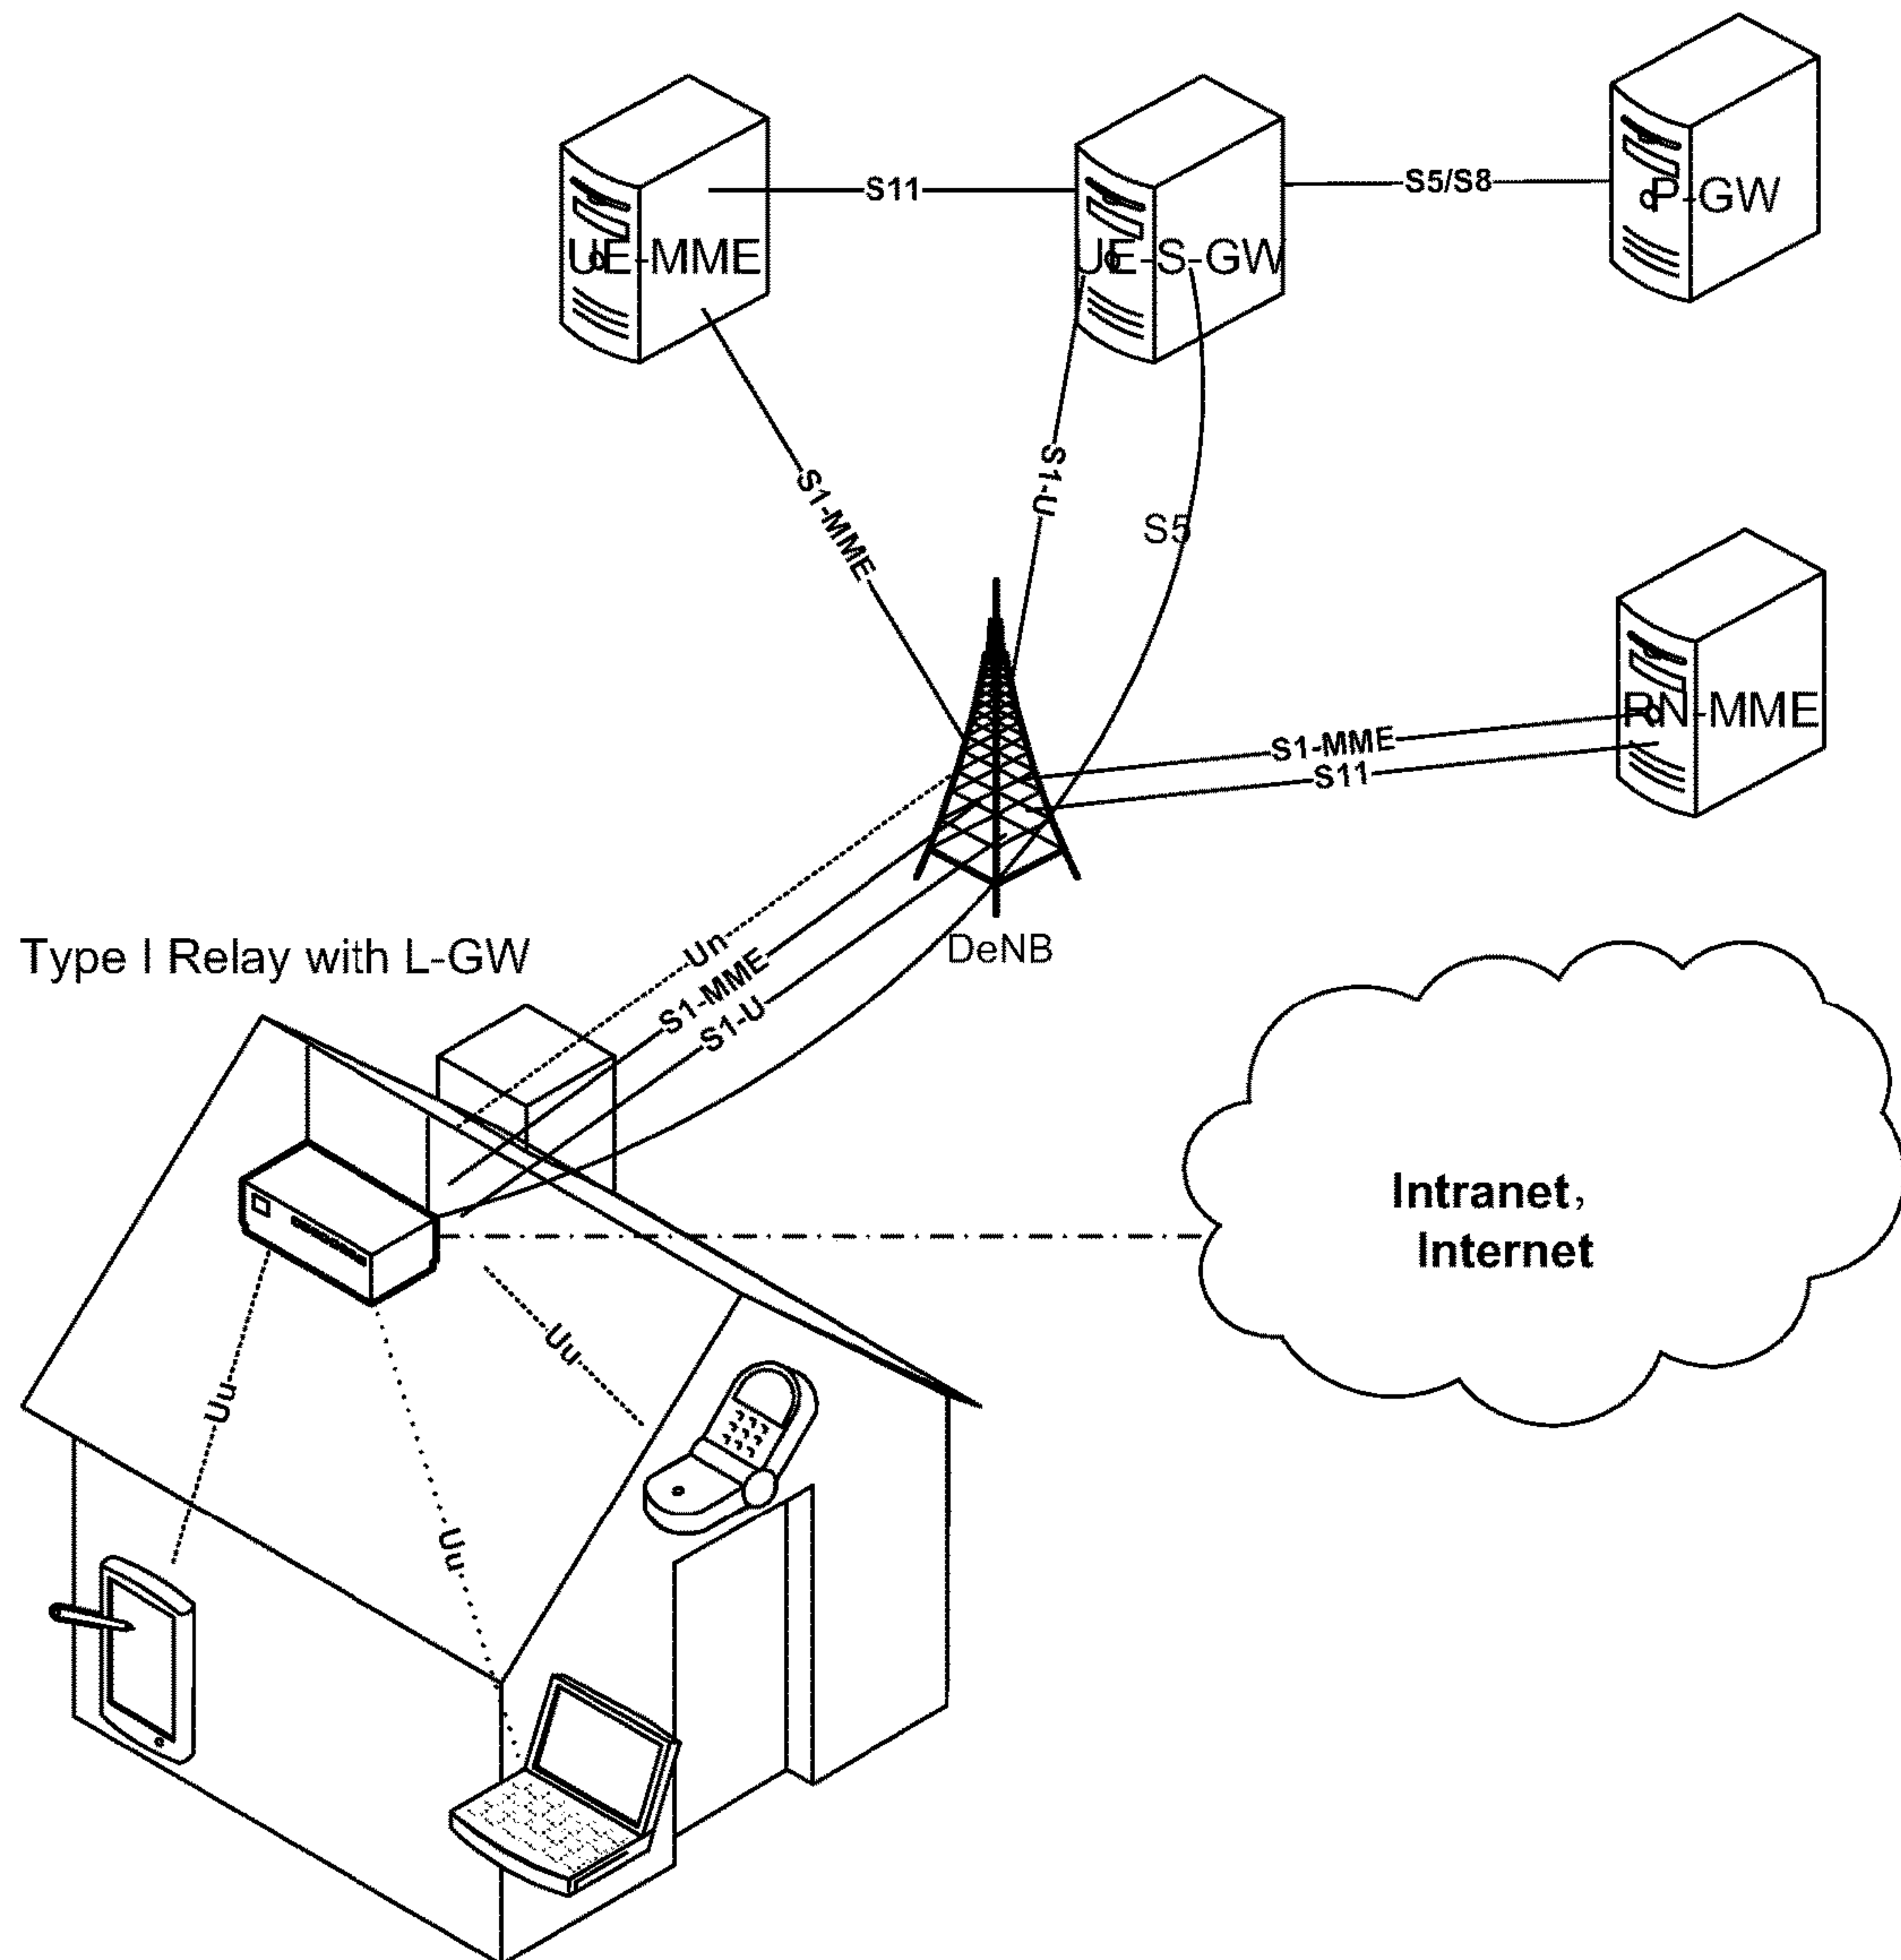 S11
S5/S8
P-GW
UE-MME
UE-S-GW
S1-MME
S1-U
S5
RN-MME
S1-MME
S11
Un
S1-MME
S1-U
DeNB
Type I Relay with L-GW
Intranet，
Internet
Uu
Uu
Uu